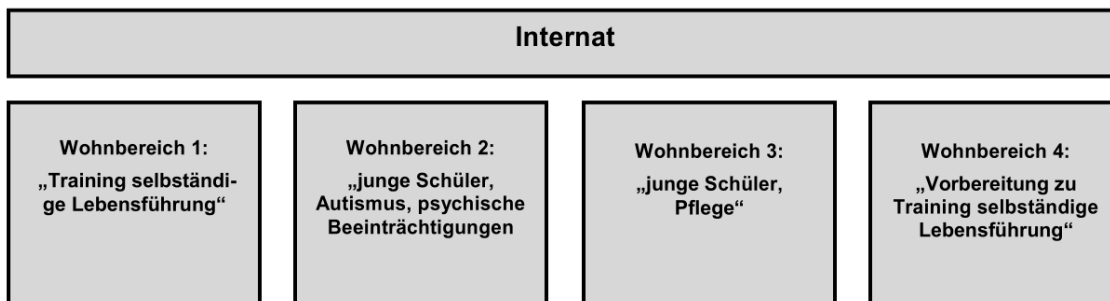 Internat
Wohnbereich 1:
„Training selbständi-
ge Lebensführung“
Wohnbereich 2:
„junge Schüler,
Autismus, psychische
Beeinträchtigungen
Wohnbereich 3:
„junge Schüler,
Pflege“
Wohnbereich 4:
„Vorbereitung zu
Training selbständige
Lebensführung“